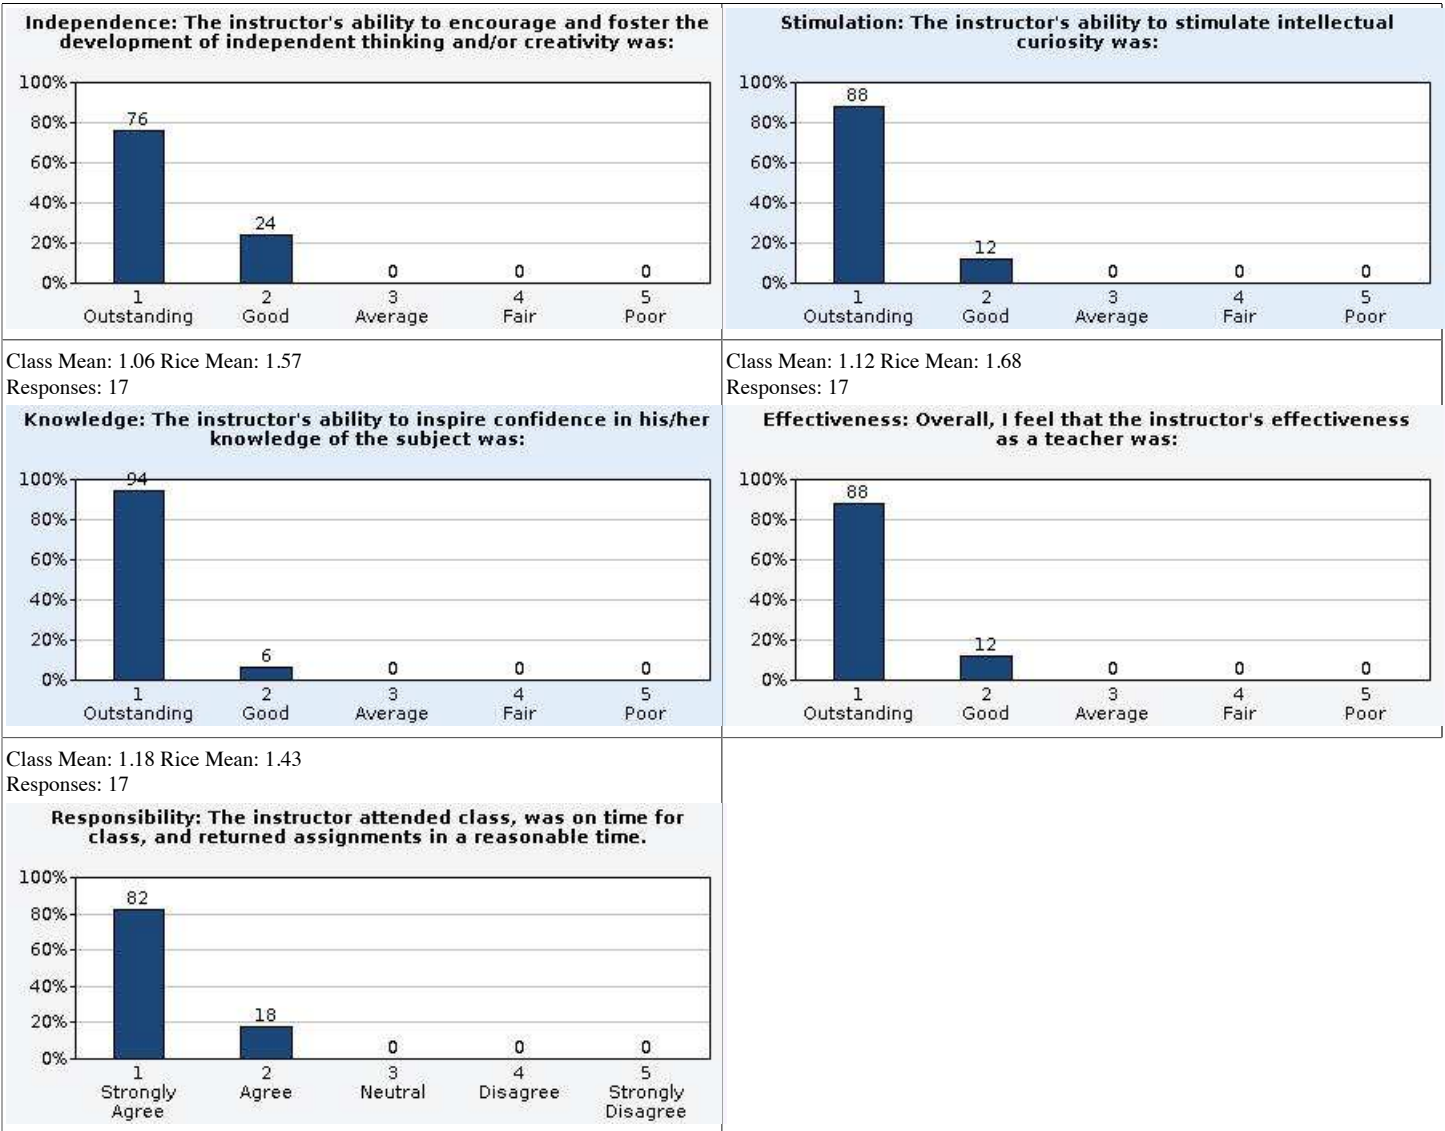 Independence: The instructor's ability to encourage and foster the
development of independent thinking and/or creativity was:
100%
80%
60%
40%
20%
0%
76
24
0
0
0
1
2
3
4
5
Outstanding
Good
Average
Fair
Poor
Stimulation: The instructor's ability to stimulate intellectual
curiosity was:
100%
80%
60%
40%
20%
0%
88
12
0
0
0
1
2
3
4
5
Outstanding
Good
Average
Fair
Poor
Class Mean: 1.06 Rice Mean: 1.57
Responses: 17
Class Mean: 1.12 Rice Mean: 1.68
Responses: 17
Knowledge: The instructor's ability to inspire confidence in his/her
knowledge of the subject was:
100%
80%
60%
40%
20%
0%
94
6
0
0
0
1
2
3
4
5
Outstanding
Good
Average
Fair
Poor
Effectiveness: Overall, I feel that the instructor's effectiveness
as a teacher was:
100%
80%
60%
40%
20%
0%
88
12
0
0
0
1
2
3
4
5
Outstanding
Good
Average
Fair
Poor
Class Mean: 1.18 Rice Mean: 1.43
Responses: 17
Responsibility: The instructor attended class, was on time for
class, and returned assignments in a reasonable time.
100%
80%
60%
40%
20%
0%
82
18
0
0
0
1
2
3
4
5
Strongly
Agree
Agree
Neutral
Disagree
Strongly
Disagree